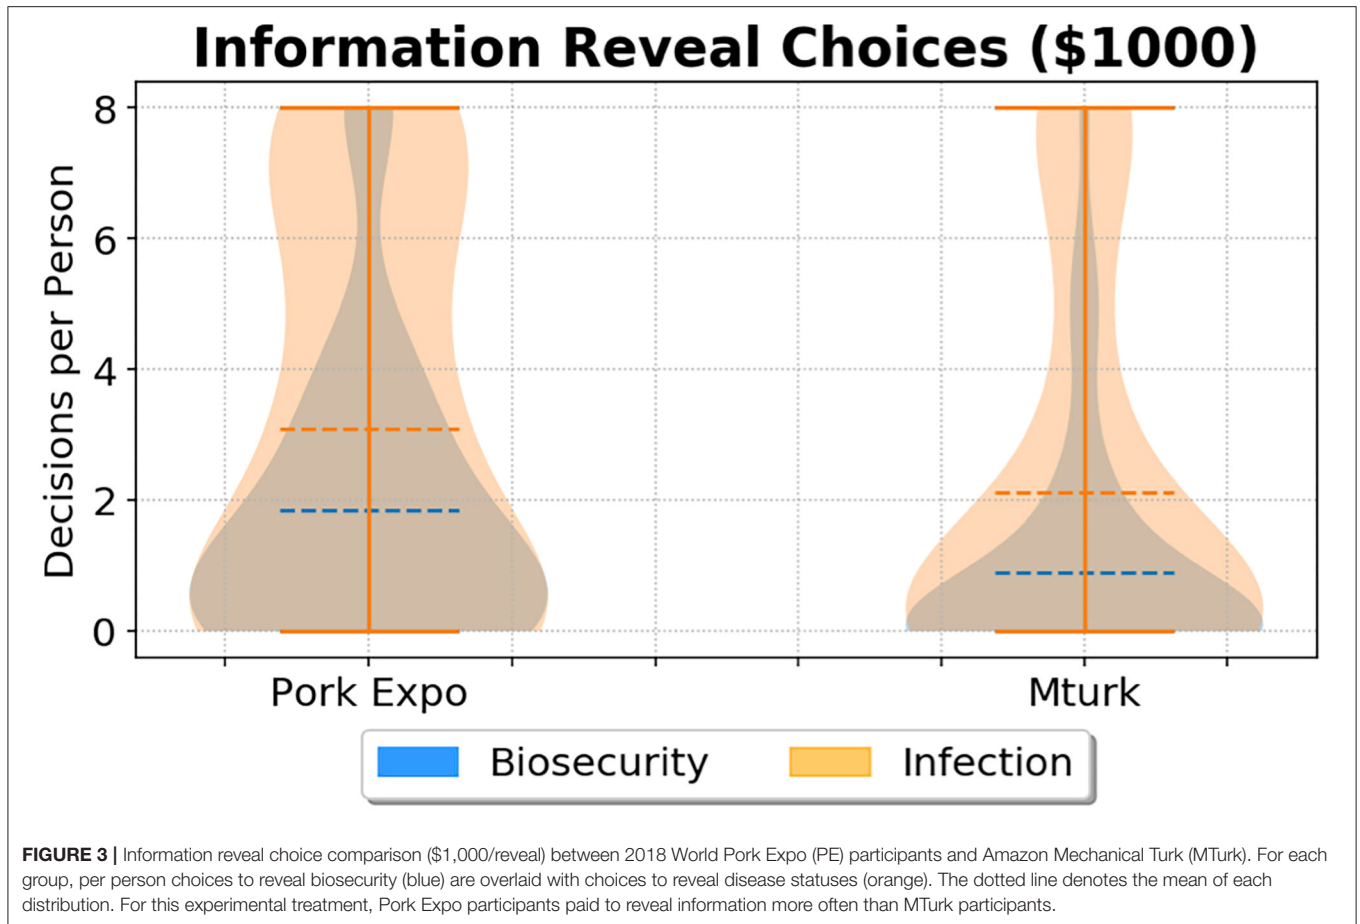 Information Reveal Choices ($1000)
Decisions per Person
8
6
4
2
0
Pork Expo
Mturk
Biosecurity
Infection
FIGURE 3 | Information reveal choice comparison ($1,000/reveal) between 2018 World Pork Expo (PE) participants and Amazon Mechanical Turk (MTurk). For each
group, per person choices to reveal biosecurity (blue) are overlaid with choices to reveal disease statuses (orange). The dotted line denotes the mean of each
distribution. For this experimental treatment, Pork Expo participants paid to reveal information more often than MTurk participants.